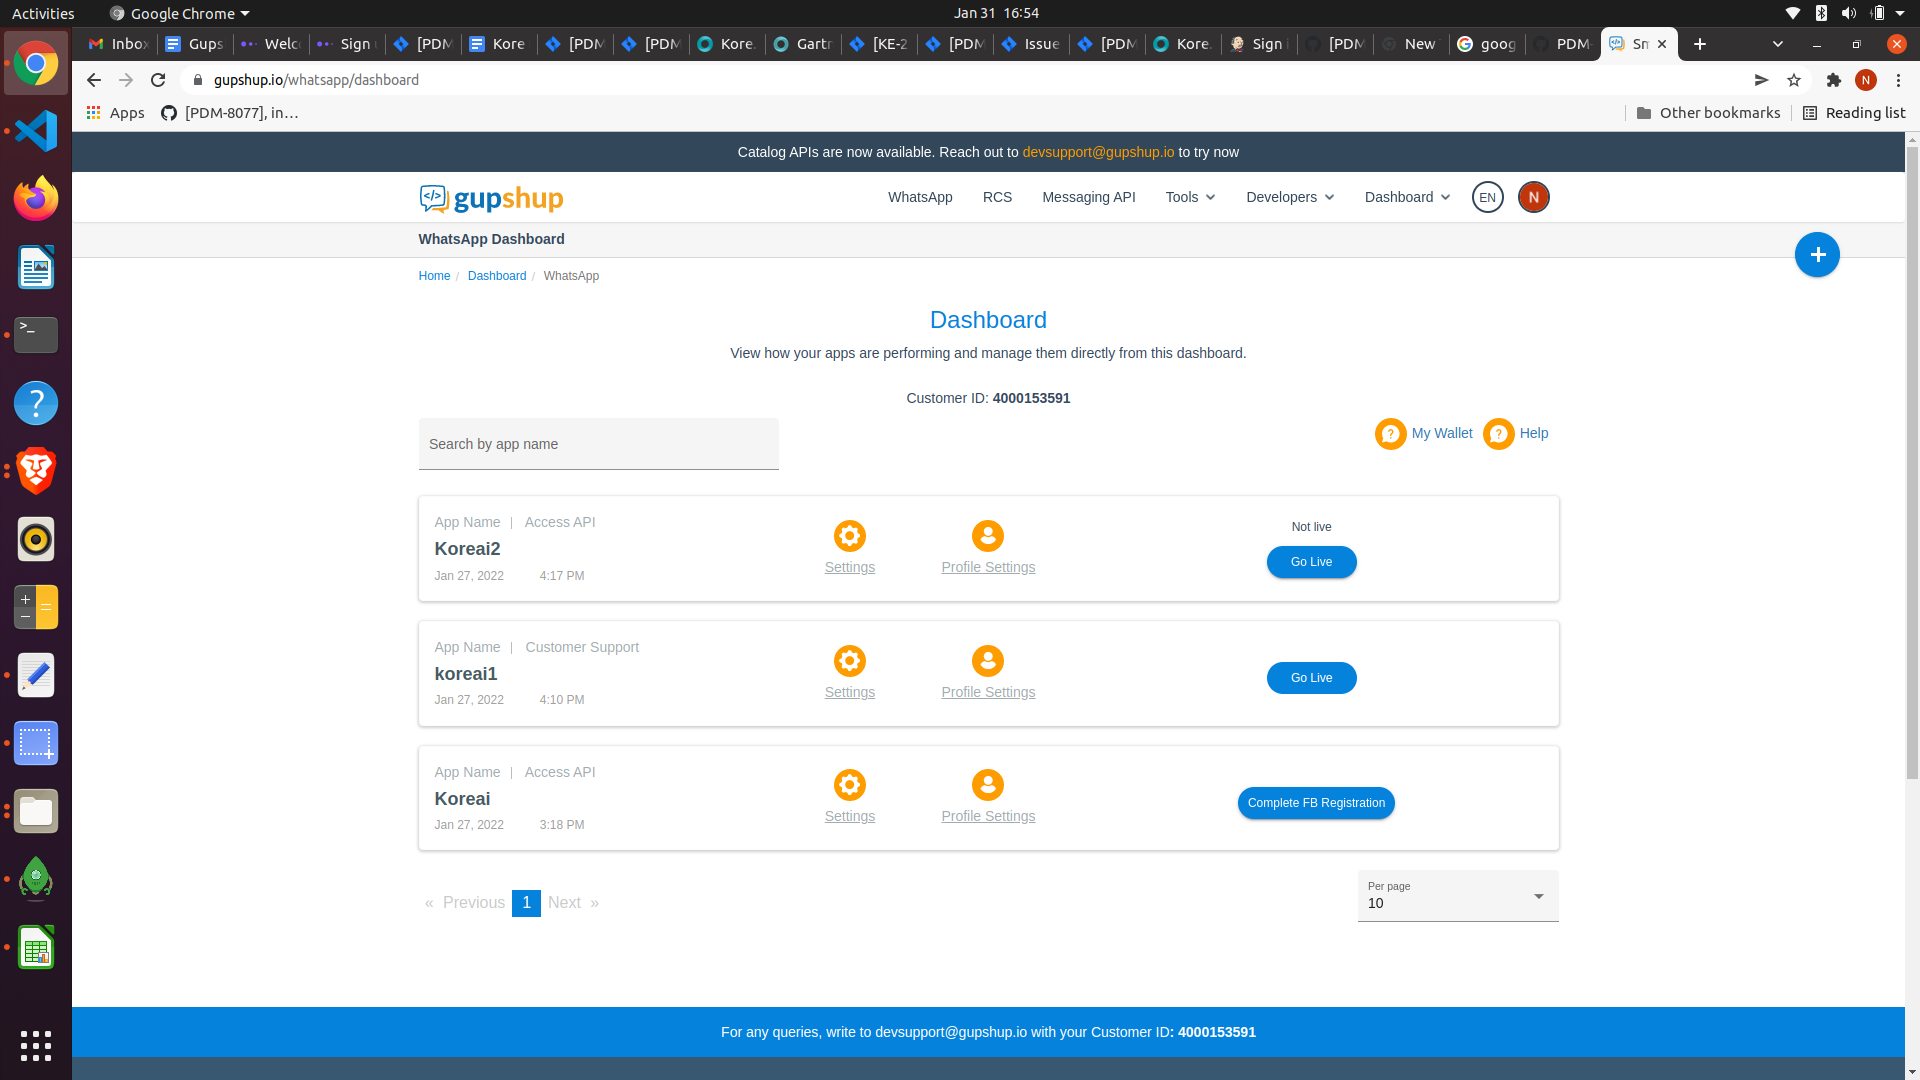 Activities Google Chrome Jan 31 16:54
Inbox Gups Welc Sign [PDM Kore [PDM [PDM Kore. Gartn [KE-2 [PDM Issue [PDM Kore. Sign [PDM New goog PDM- Sm
gupshup.io/whatsapp/dashboard
Apps [PDM-8077], in… Other bookmarks Reading list
Catalog APIs are now available. Reach out to devsupport@gupshup.io to try now
</> gupshup WhatsApp RCS Messaging API Tools Developers Dashboard EN N
WhatsApp Dashboard
Home / Dashboard / WhatsApp
Dashboard
View how your apps are performing and manage them directly from this dashboard.
Customer ID: 4000153591
Search by app name My Wallet Help
App Name | Access API
Koreai2
Jan 27, 2022 4:17 PM
Settings Profile Settings
Not live
Go Live
App Name | Customer Support
koreai1
Jan 27, 2022 4:10 PM
Settings Profile Settings
Go Live
App Name | Access API
Koreai
Jan 27, 2022 3:18 PM
Settings Profile Settings
Complete FB Registration
« Previous 1 Next »
Per page
10
For any queries, write to devsupport@gupshup.io with your Customer ID: 4000153591